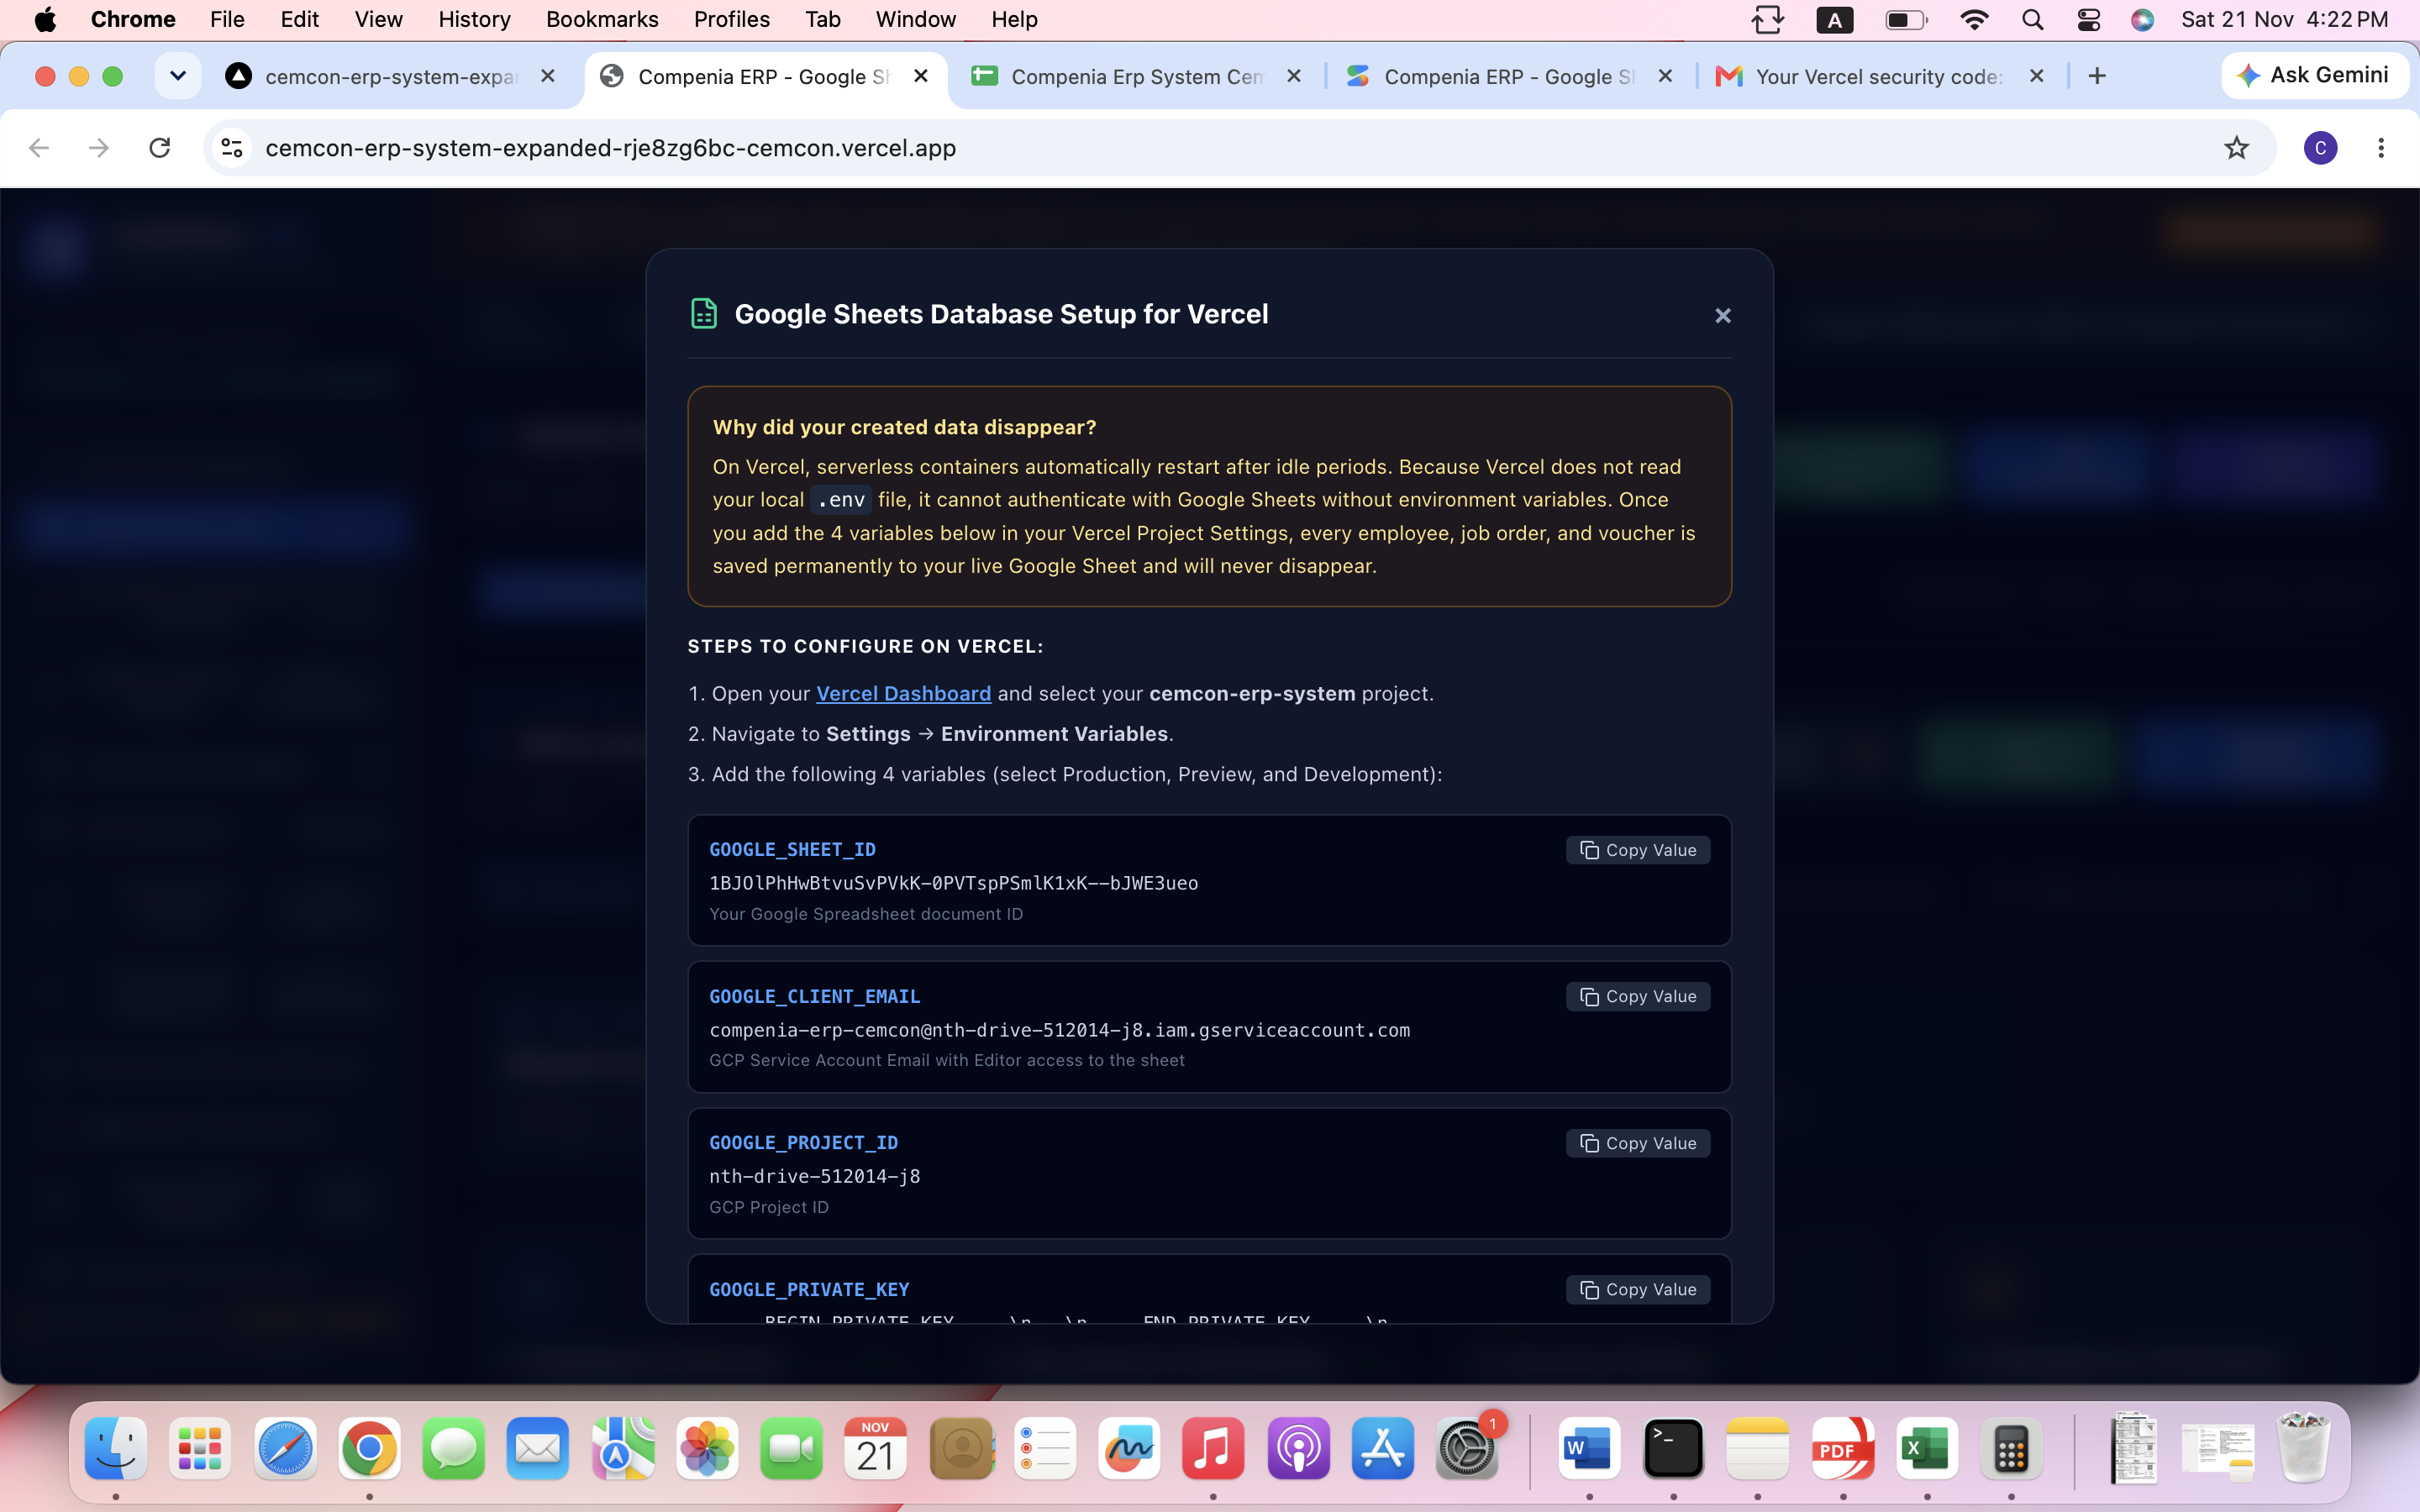 Chrome File Edit View History Bookmarks Profiles Tab Window Help
A Sat 21 Nov 4:22 PM
cemcon-erp-system-expan
Compenia ERP - Google Sh
Compenia Erp System Cem
Compenia ERP - Google Sh
Your Vercel security code:
Ask Gemini
cemcon-erp-system-expanded-rje8zg6bc-cemcon.vercel.app
C
Google Sheets Database Setup for Vercel
Why did your created data disappear?
On Vercel, serverless containers automatically restart after idle periods. Because Vercel does not read
your local .env file, it cannot authenticate with Google Sheets without environment variables. Once
you add the 4 variables below in your Vercel Project Settings, every employee, job order, and voucher is
saved permanently to your live Google Sheet and will never disappear.
STEPS TO CONFIGURE ON VERCEL:
1. Open your Vercel Dashboard and select your cemcon-erp-system project.
2. Navigate to Settings → Environment Variables.
3. Add the following 4 variables (select Production, Preview, and Development):
GOOGLE_SHEET_ID
Copy Value
1BJOlPhHwBtvuSvPVkK-0PVTspPSmlK1xK--bJWE3ueo
Your Google Spreadsheet document ID
GOOGLE_CLIENT_EMAIL
Copy Value
compenia-erp-cemcon@nth-drive-512014-j8.iam.gserviceaccount.com
GCP Service Account Email with Editor access to the sheet
GOOGLE_PROJECT_ID
Copy Value
nth-drive-512014-j8
GCP Project ID
GOOGLE_PRIVATE_KEY
Copy Value
-----BEGIN PRIVATE KEY-----\n...\n-----END PRIVATE KEY-----\n
NOV
21
1
W
>_
PDF
X